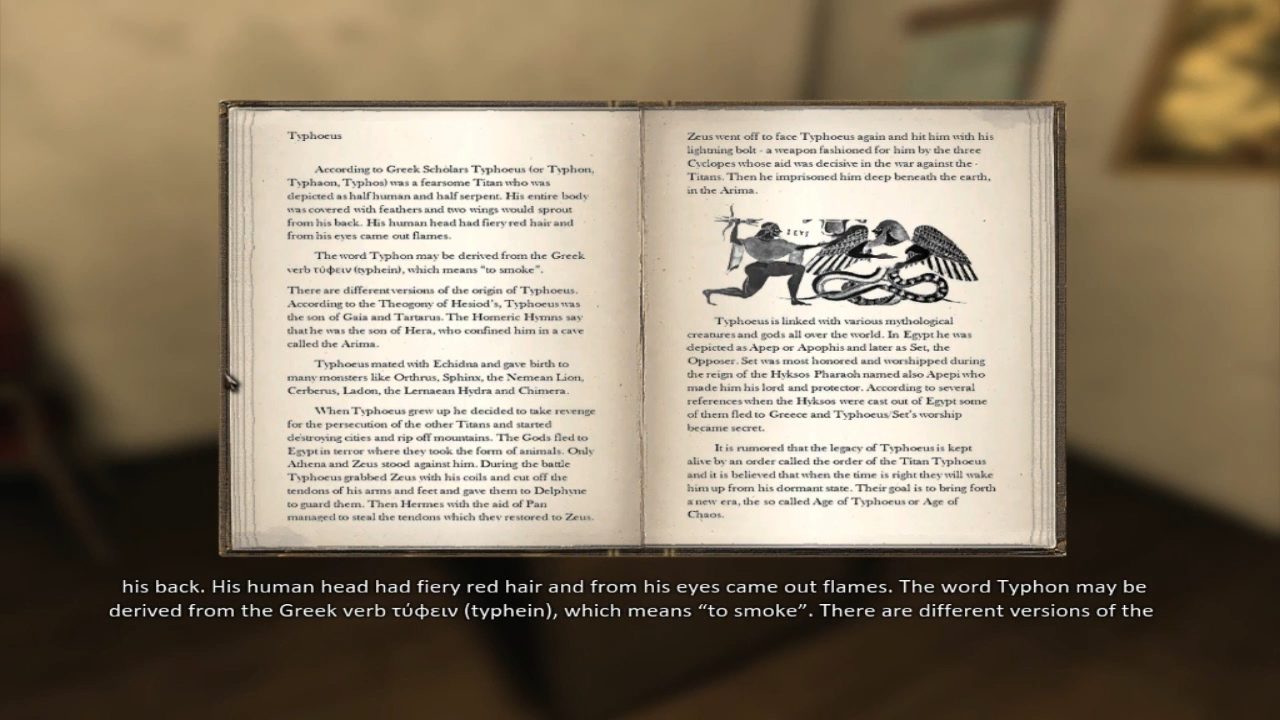 Typhoeus
According to Greek Scholars Typhoeus (or Typhon,
Typhaon, Typhos) was a fearsome Titan who was
depicted as half human and half serpent. His entire body
was covered with feathers and two wings would sprout
from his back. His human head had fiery red hair and
from his eyes came out flames.
The word Typhon may be derived from the Greek
verb τύφειν (typhein), which means “to smoke”.
There are different versions of the origin of Typhoeus.
According to the Theogony of Hesiod's, Typhoeus was
the son of Gaia and Tartarus. The Homeric Hymns say
that he was the son of Hera, who confined him in a cave
called the Arima.
Typhoeus mated with Echidna and gave birth to
many monsters like Orthrus, Sphinx, the Nemean Lion,
Cerberus, Ladon, the Lernaean Hydra and Chimera.
When Typhoeus grew up he decided to take revenge
for the persecution of the other Titans and started
destroying cities and rip off mountains. The Gods fled to
Egypt in terror where they took the form of animals. Only
Athena and Zeus stood against him. During the battle
Typhoeus grabbed Zeus with his coils and cut off the
tendons of his arms and feet and gave them to Delphyne
to guard them. Then Hermes with the aid of Pan
managed to steal the tendons which they restored to Zeus.
Zeus went off to face Typhoeus again and hit him with his
lightning bolt - a weapon fashioned for him by the three
Cyclopes whose aid was decisive in the war against the
Titans. Then he imprisoned him deep beneath the earth,
in the Arima.
ΙΕΥΣ
Typhoeus is linked with various mythological
creatures and gods all over the world. In Egypt he was
depicted as Apep or Apophis and later as Set, the
Opposer. Set was most honored and worshipped during
the reign of the Hyksos Pharaoh named also Apepi who
made him his lord and protector. According to several
references when the Hyksos were cast out of Egypt some
of them fled to Greece and Typhoeus/Set's worship
became secret.
It is rumored that the legacy of Typhoeus is kept
alive by an order called the order of the Titan Typhoeus
and it is believed that when the time is right they will wake
him up from his dormant state. Their goal is to bring forth
a new era, the so called Age of Typhoeus or Age of
Chaos.
his back. His human head had fiery red hair and from his eyes came out flames. The word Typhon may be
derived from the Greek verb τύφειν (typhein), which means “to smoke”. There are different versions of the